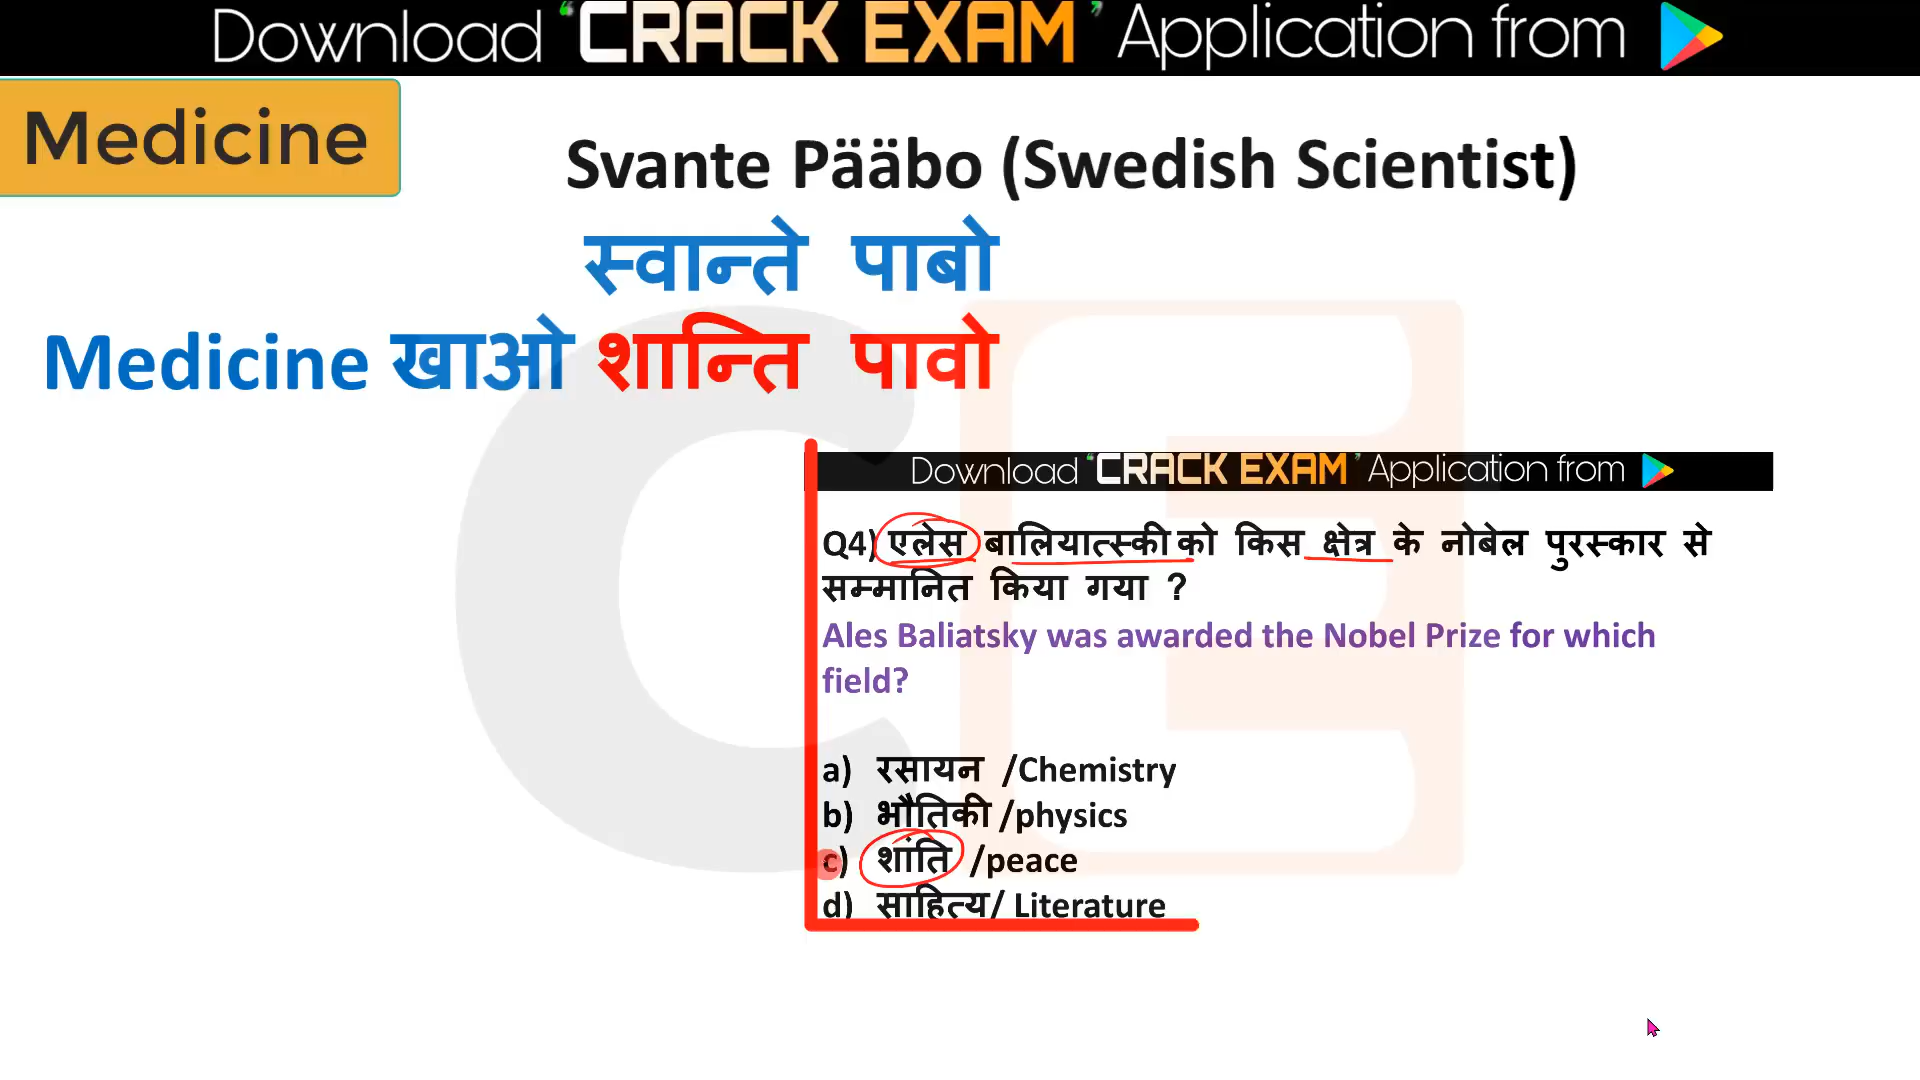 Download "CRACK EXAM" Application from
Medicine
Svante Pääbo (Swedish Scientist)
स्वान्ते पाबो
Medicine खाओ शान्ति पावो
Download "CRACK EXAM" Application from
Q4) एलेस बालियात्स्की को किस क्षेत्र के नोबेल पुरस्कार से
सम्मानित किया गया ?
Ales Baliatsky was awarded the Nobel Prize for which
field?
a) रसायन /Chemistry
b) भौतिकी /physics
c) शांति /peace
d) साहित्य/ Literature
CE